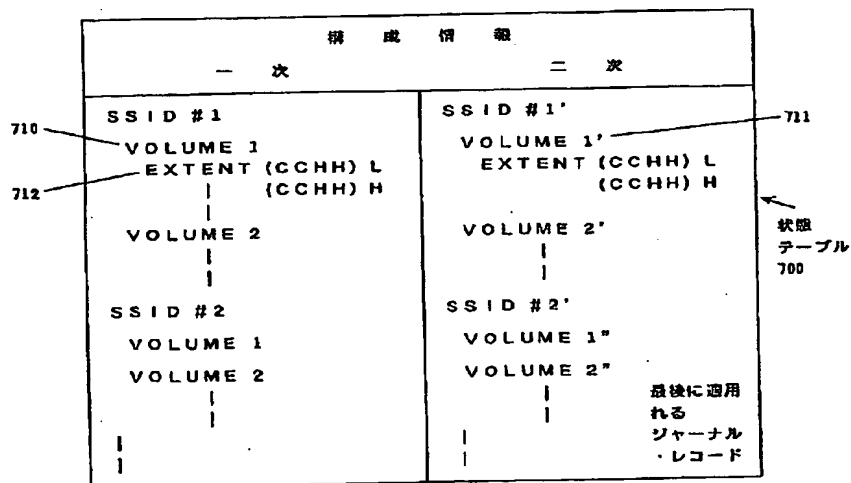 構成情報
一次
二次
SSID #1
VOLUME 1
EXTENT (CCHH) L
(CCHH) H
VOLUME 2
SSID #2
VOLUME 1
VOLUME 2
SSID #1'
VOLUME 1'
EXTENT (CCHH) L
(CCHH) H
VOLUME 2'
SSID #2'
VOLUME 1"
VOLUME 2"
最後に適用
れる
ジャーナル
・レコード
710
712
711
状態
テーブル
700